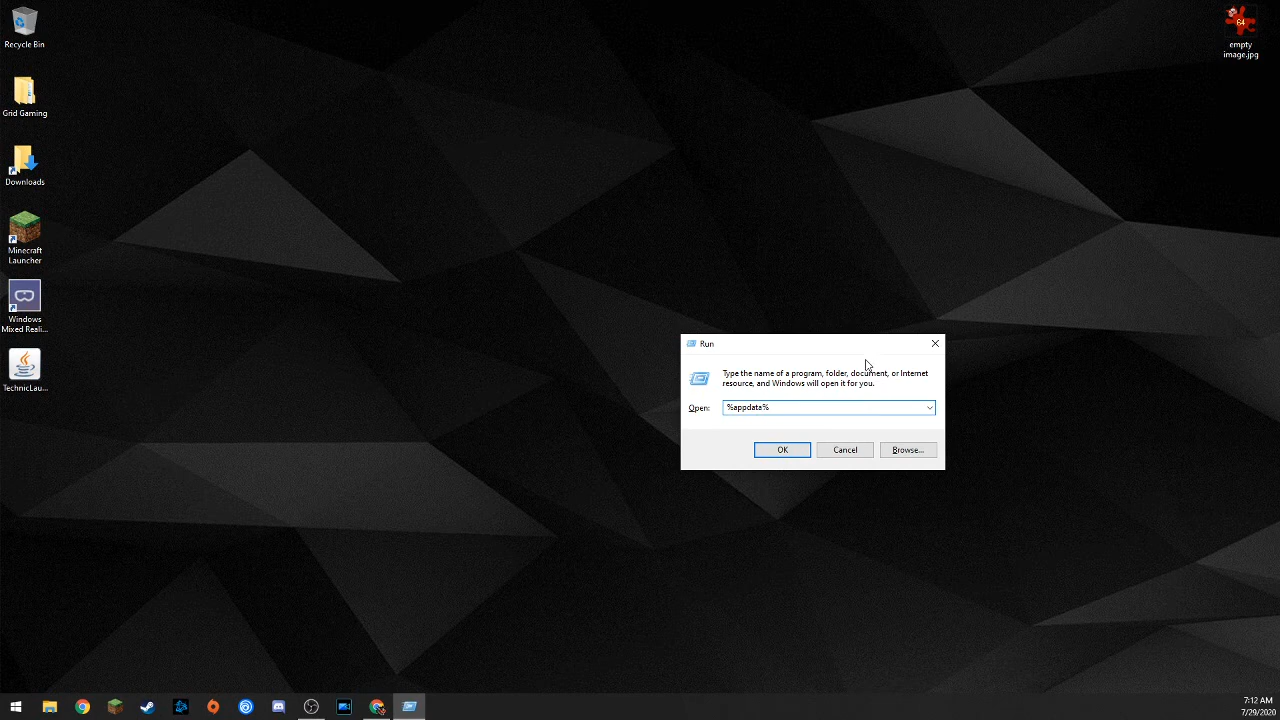 Recycle Bin
Grid Gaming
Downloads
Minecraft
Launcher
Windows
Mixed Reali...
TechnicLau...
64
empty
image.jpg
Run
Type the name of a program, folder, document, or Internet
resource, and Windows will open it for you.
Open:
%appdata%
OK
Cancel
Browse...
7:12 AM
7/29/2020